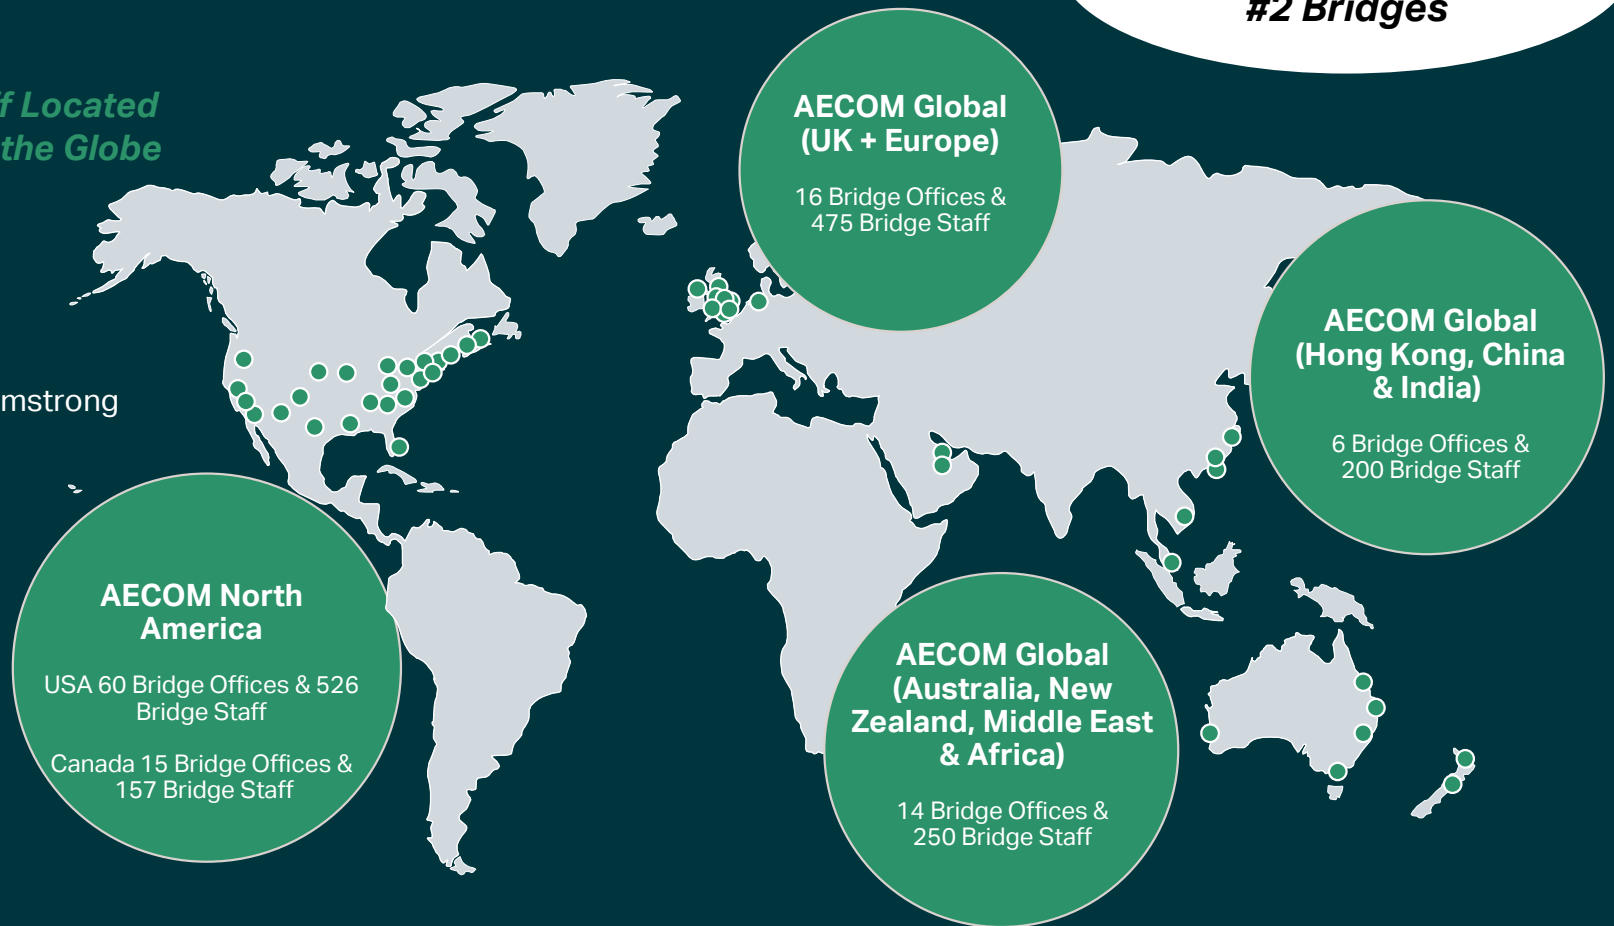 #2 Bridges
Located
the Globe
AECOM Global
(UK + Europe)
16 Bridge Offices &
475 Bridge Staff
AECOM Global
(Hong Kong, China
& India)
6 Bridge Offices &
200 Bridge Staff
mstrong
AECOM North
America
USA 60 Bridge Offices & 526
Bridge Staff
Canada 15 Bridge Offices &
157 Bridge Staff
AECOM Global
(Australia, New
Zealand, Middle East
& Africa)
14 Bridge Offices &
250 Bridge Staff